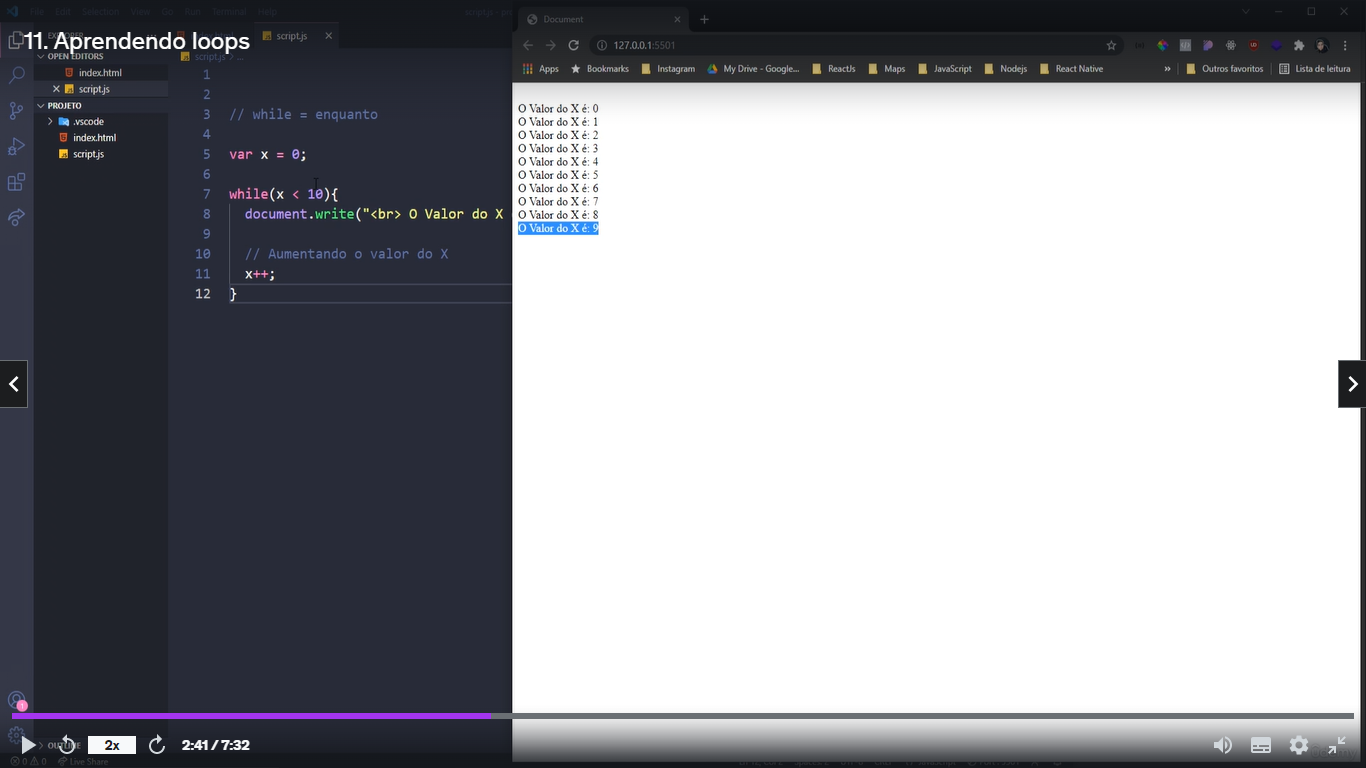 File Edit Selection View Go Run Terminal Help
Document
11. Aprendendo loops
script.js
127.0.0.1:5501
OPEN EDITORS
script.js > ...
Apps Bookmarks Instagram My Drive - Google... ReactJs Maps JavaScript Nodejs React Native » Outros favoritos Lista de leitura
index.html
script.js
PROJETO
.vscode
index.html
script.js
1
2
3 // while = enquanto
4
5 var x = 0;
6
7 while(x < 10){
8 document.write("<br> O Valor do X
9
10 // Aumentando o valor do X
11 x++;
12 }
O Valor do X é: 0
O Valor do X é: 1
O Valor do X é: 2
O Valor do X é: 3
O Valor do X é: 4
O Valor do X é: 5
O Valor do X é: 6
O Valor do X é: 7
O Valor do X é: 8
O Valor do X é: 9
1
OUTLINE
2x
2:41 / 7:32
0 0 Live Share